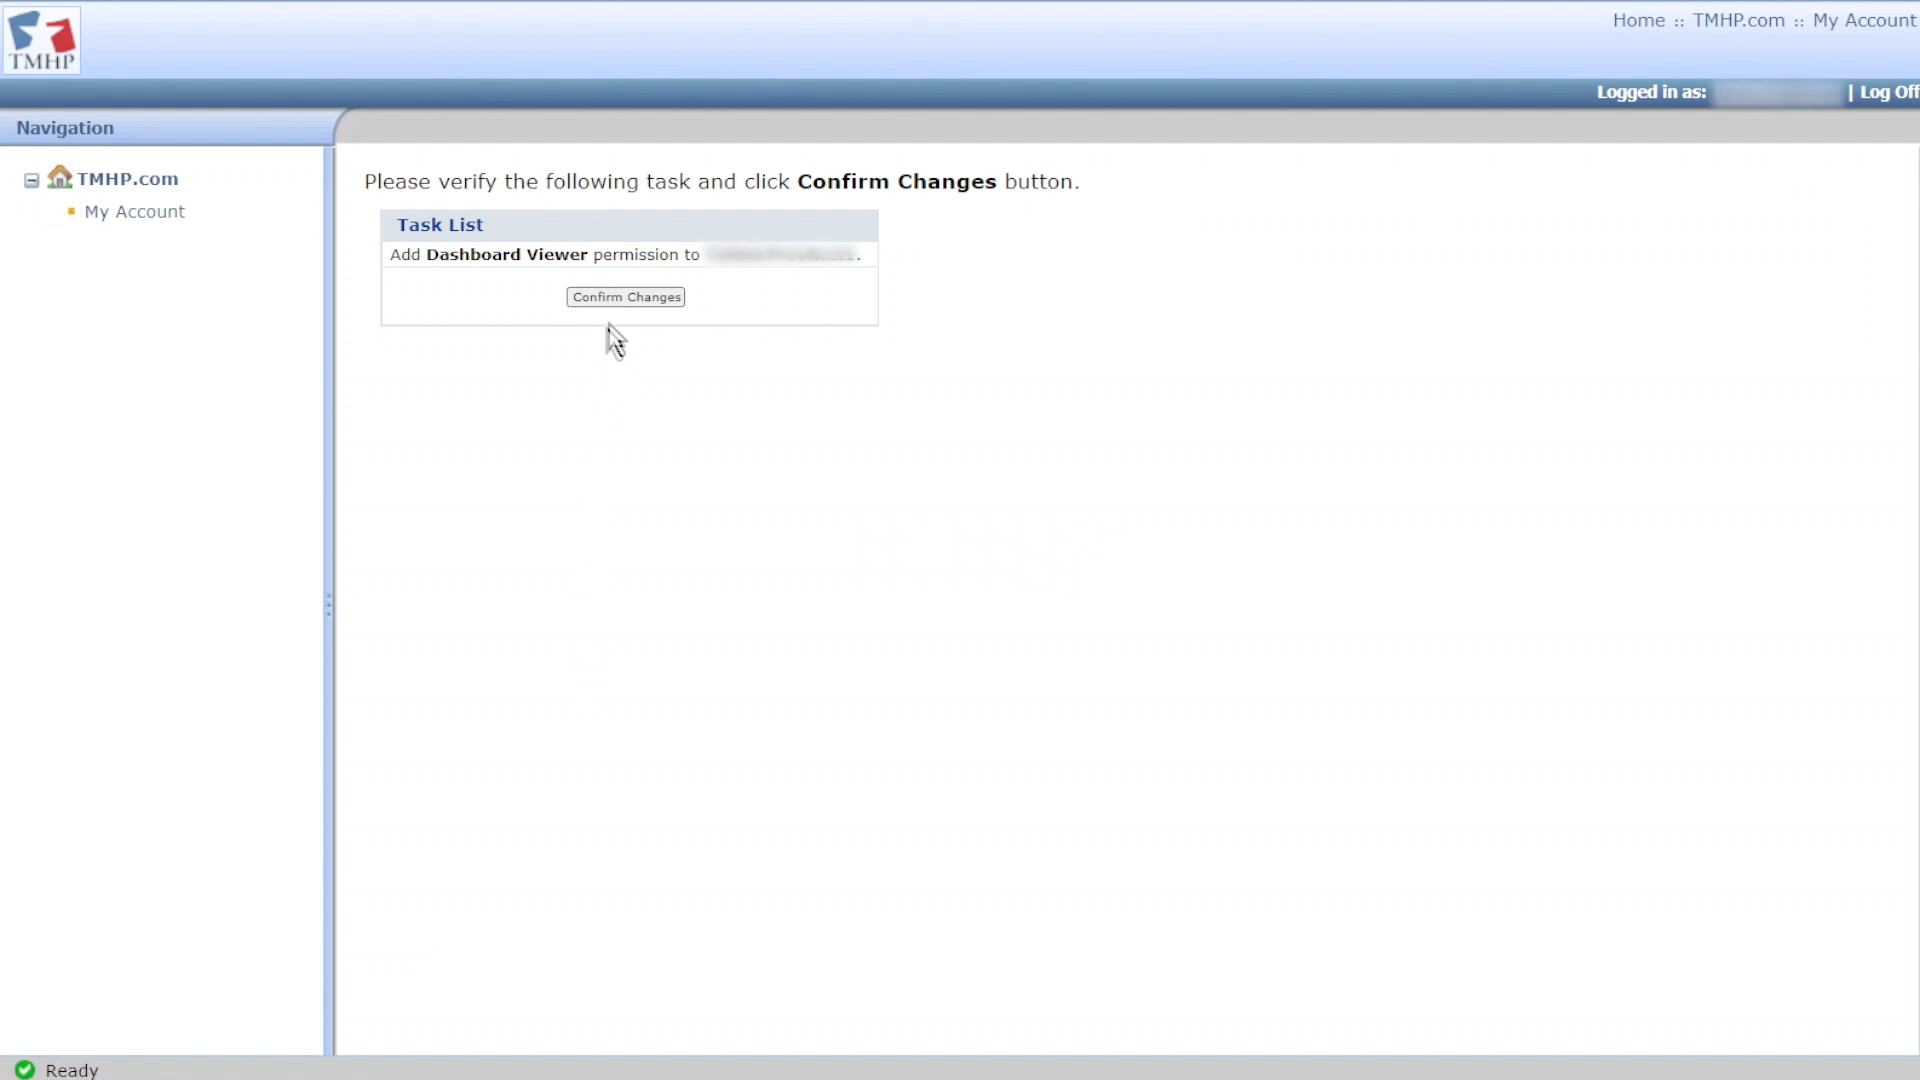 TMHP
Home :: TMHP.com :: My Account
Logged in as: | Log Off
Navigation
TMHP.com
My Account
Please verify the following task and click Confirm Changes button.
Task List
Add Dashboard Viewer permission to .
Confirm Changes
Ready